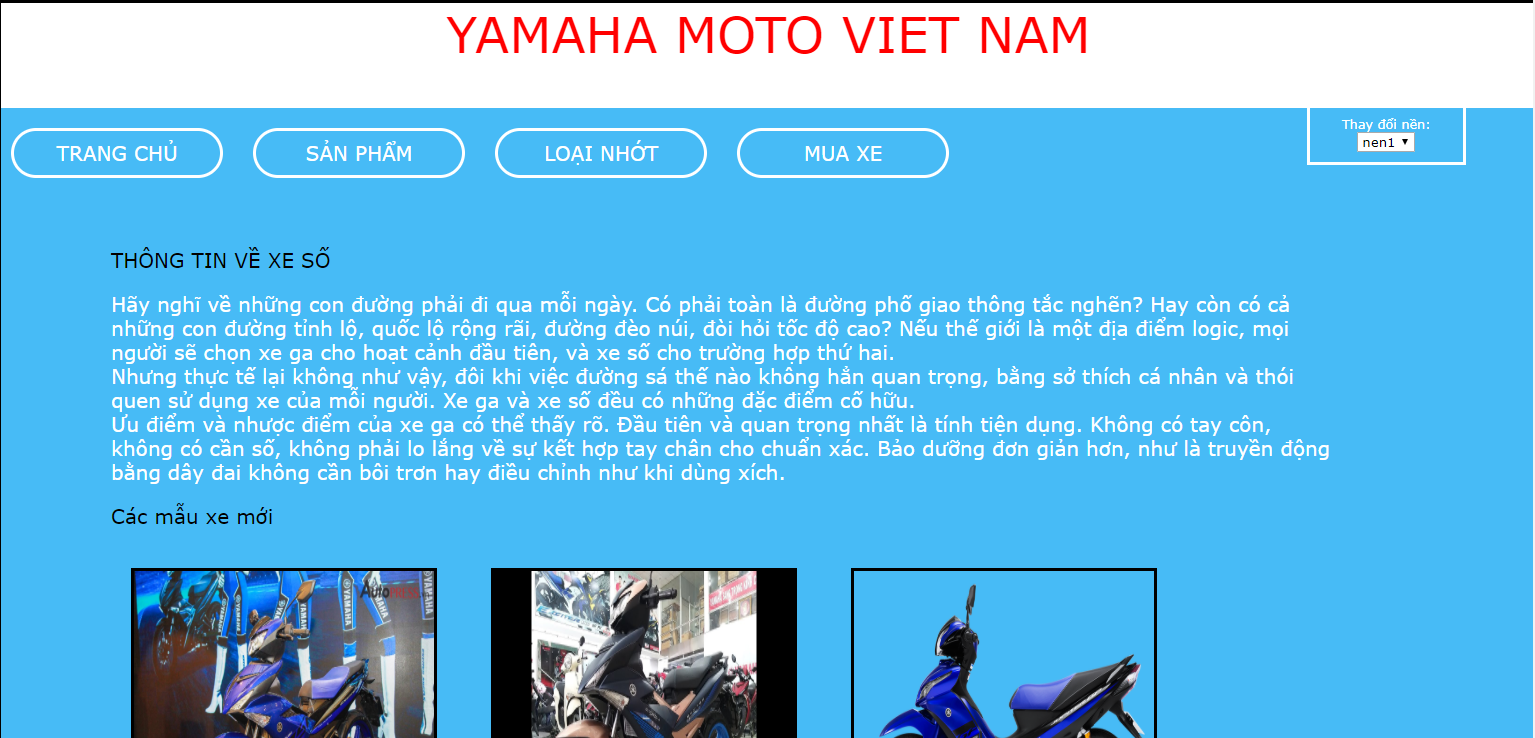 YAMAHA MOTO VIET NAM
TRANG CHỦ
SẢN PHẨM
LOẠI NHỚT
MUA XE
Thay đổi nền:
nen1
THÔNG TIN VỀ XE SỐ
Hãy nghĩ về những con đường phải đi qua mỗi ngày. Có phải toàn là đường phố giao thông tắc nghẽn? Hay còn có cả
những con đường tỉnh lộ, quốc lộ rộng rãi, đường đèo núi, đòi hỏi tốc độ cao? Nếu thế giới là một địa điểm logic, mọi
người sẽ chọn xe ga cho hoạt cảnh đầu tiên, và xe số cho trường hợp thứ hai.
Nhưng thực tế lại không như vậy, đôi khi việc đường sá thế nào không hẳn quan trọng, bằng sở thích cá nhân và thói
quen sử dụng xe của mỗi người. Xe ga và xe số đều có những đặc điểm cố hữu.
Ưu điểm và nhược điểm của xe ga có thể thấy rõ. Đầu tiên và quan trọng nhất là tính tiện dụng. Không có tay côn,
không có cần số, không phải lo lắng về sự kết hợp tay chân cho chuẩn xác. Bảo dưỡng đơn giản hơn, như là truyền động
bằng dây đai không cần bôi trơn hay điều chỉnh như khi dùng xích.
Các mẫu xe mới
YAMAHA
YAMAHA
YAMAHA